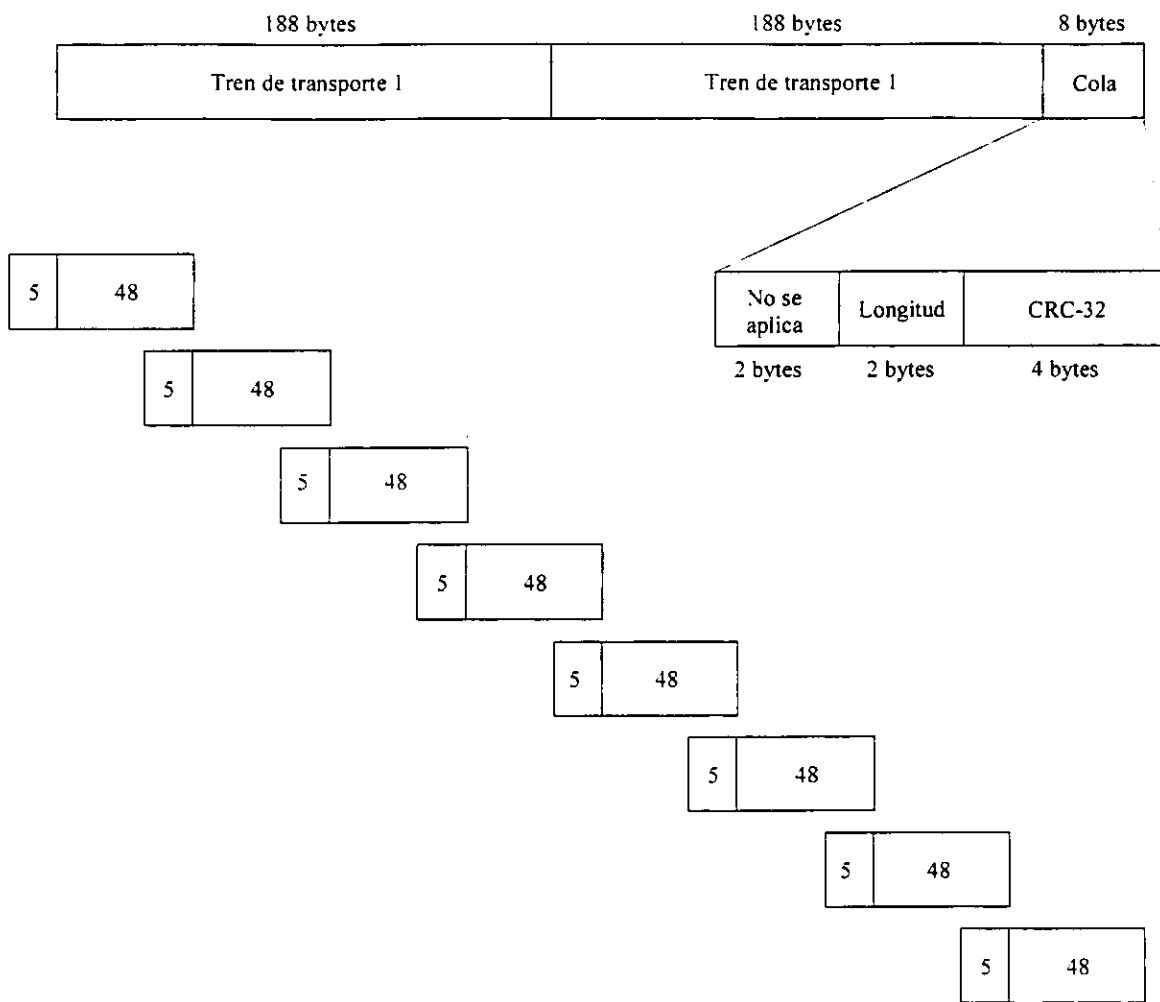 188 bytes
188 bytes
8 bytes
Tren de transporte 1
Tren de transporte 1
Cola
5
48
No se
aplica
Longitud
CRC-32
2 bytes
2 bytes
4 bytes
5
48
5
48
5
48
5
48
5
48
5
48
5
48